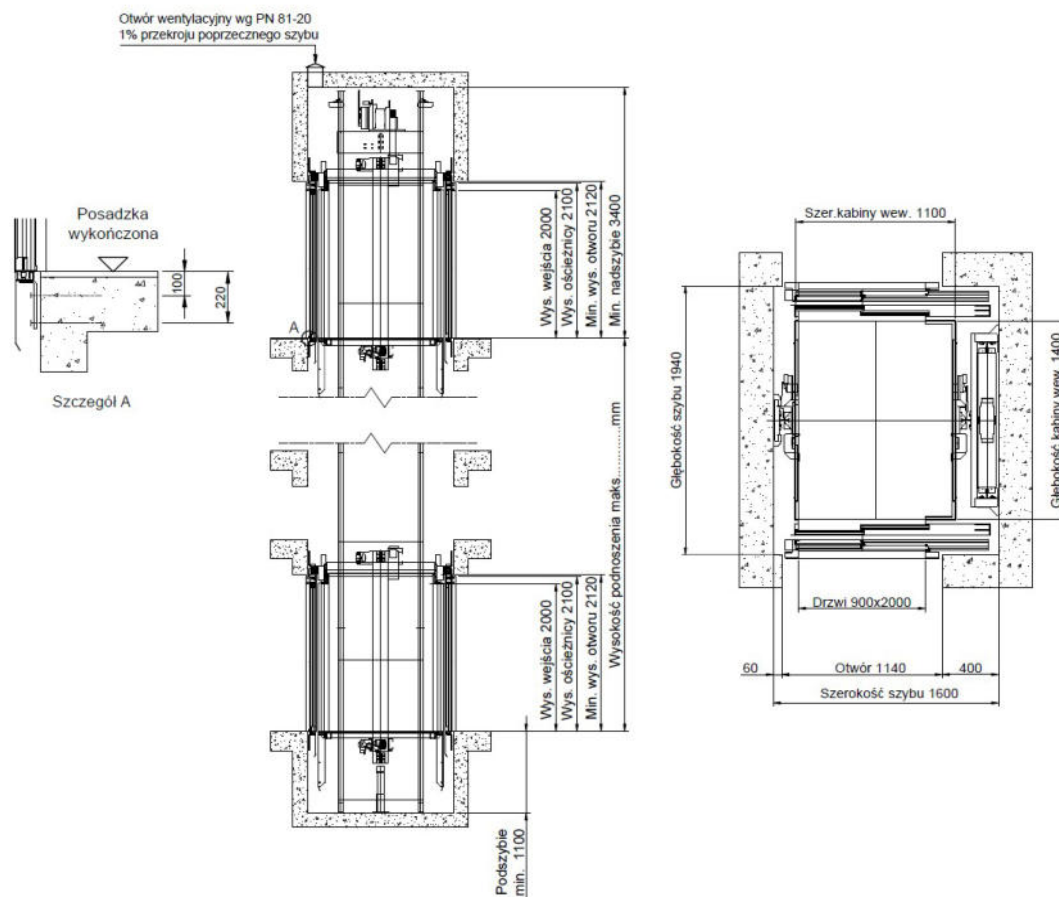 Otwór wentylacyjny wg PN 81-20
1% przekroju poprzecznego szybu
Posadzka
wykończona
100
220
Szczegół A
A
Wys. wejścia 2000
Wys. ościeżnicy 2100
Min. wys. otworu 2120
Min. nadszybie 3400
Wysokość podnoszenia maks..........mm
Wys. wejścia 2000
Wys. ościeżnicy 2100
Min. wys. otworu 2120
Podszybie
min. 1100
Szer.kabiny wew. 1100
Głębokość szybu 1940
Głębokość kabiny wew. 1400
Drzwi 900x2000
60
Otwór 1140
400
Szerokość szybu 1600